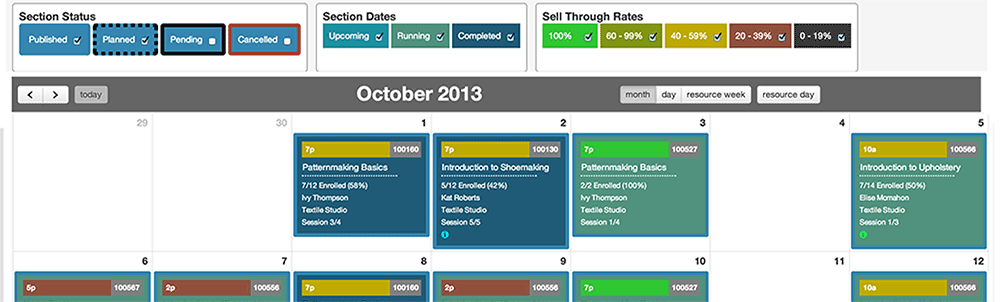 Section Status
Published
Planned
Pending
Cancelled
Section Dates
Upcoming
Running
Completed
Sell Through Rates
100%
60 - 99%
40 - 59%
20 - 39%
0 - 19%
today
October 2013
month
day
resource week
resource day
29
30
1
2
3
4
5
7p 100160
Patternmaking Basics
7/12 Enrolled (58%)
Ivy Thompson
Textile Studio
Session 3/4
7p 100130
Introduction to Shoemaking
5/12 Enrolled (42%)
Kat Roberts
Textile Studio
Session 5/5
7p 100527
Patternmaking Basics
2/2 Enrolled (100%)
Ivy Thompson
Textile Studio
Session 1/4
10a 100566
Introduction to Upholstery
7/14 Enrolled (50%)
Elise Mcmahon
Textile Studio
Session 1/3
6
7
8
9
10
11
12
5p 100567
2p 100556
7p 100160
2p 100556
7p 100527
10a 100566